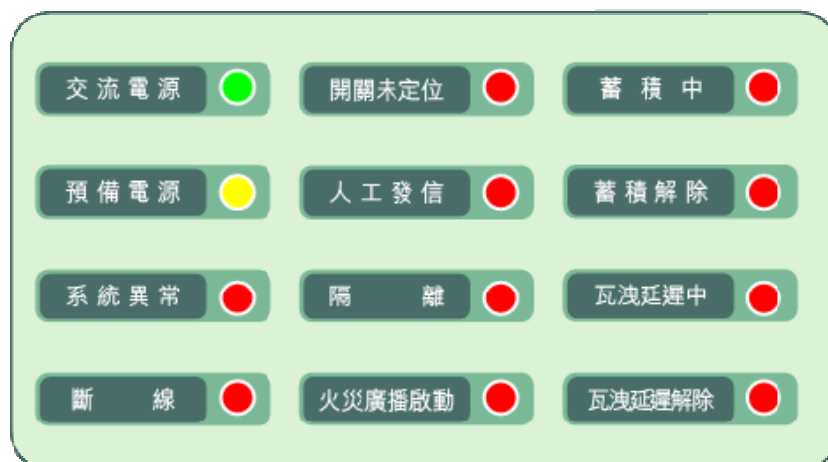 交流電源 開關未定位 蓄積中
預備電源 人工發信 蓄積解除
系統異常 隔離 瓦洩延遲中
斷線 火災廣播啟動 瓦洩延遲解除